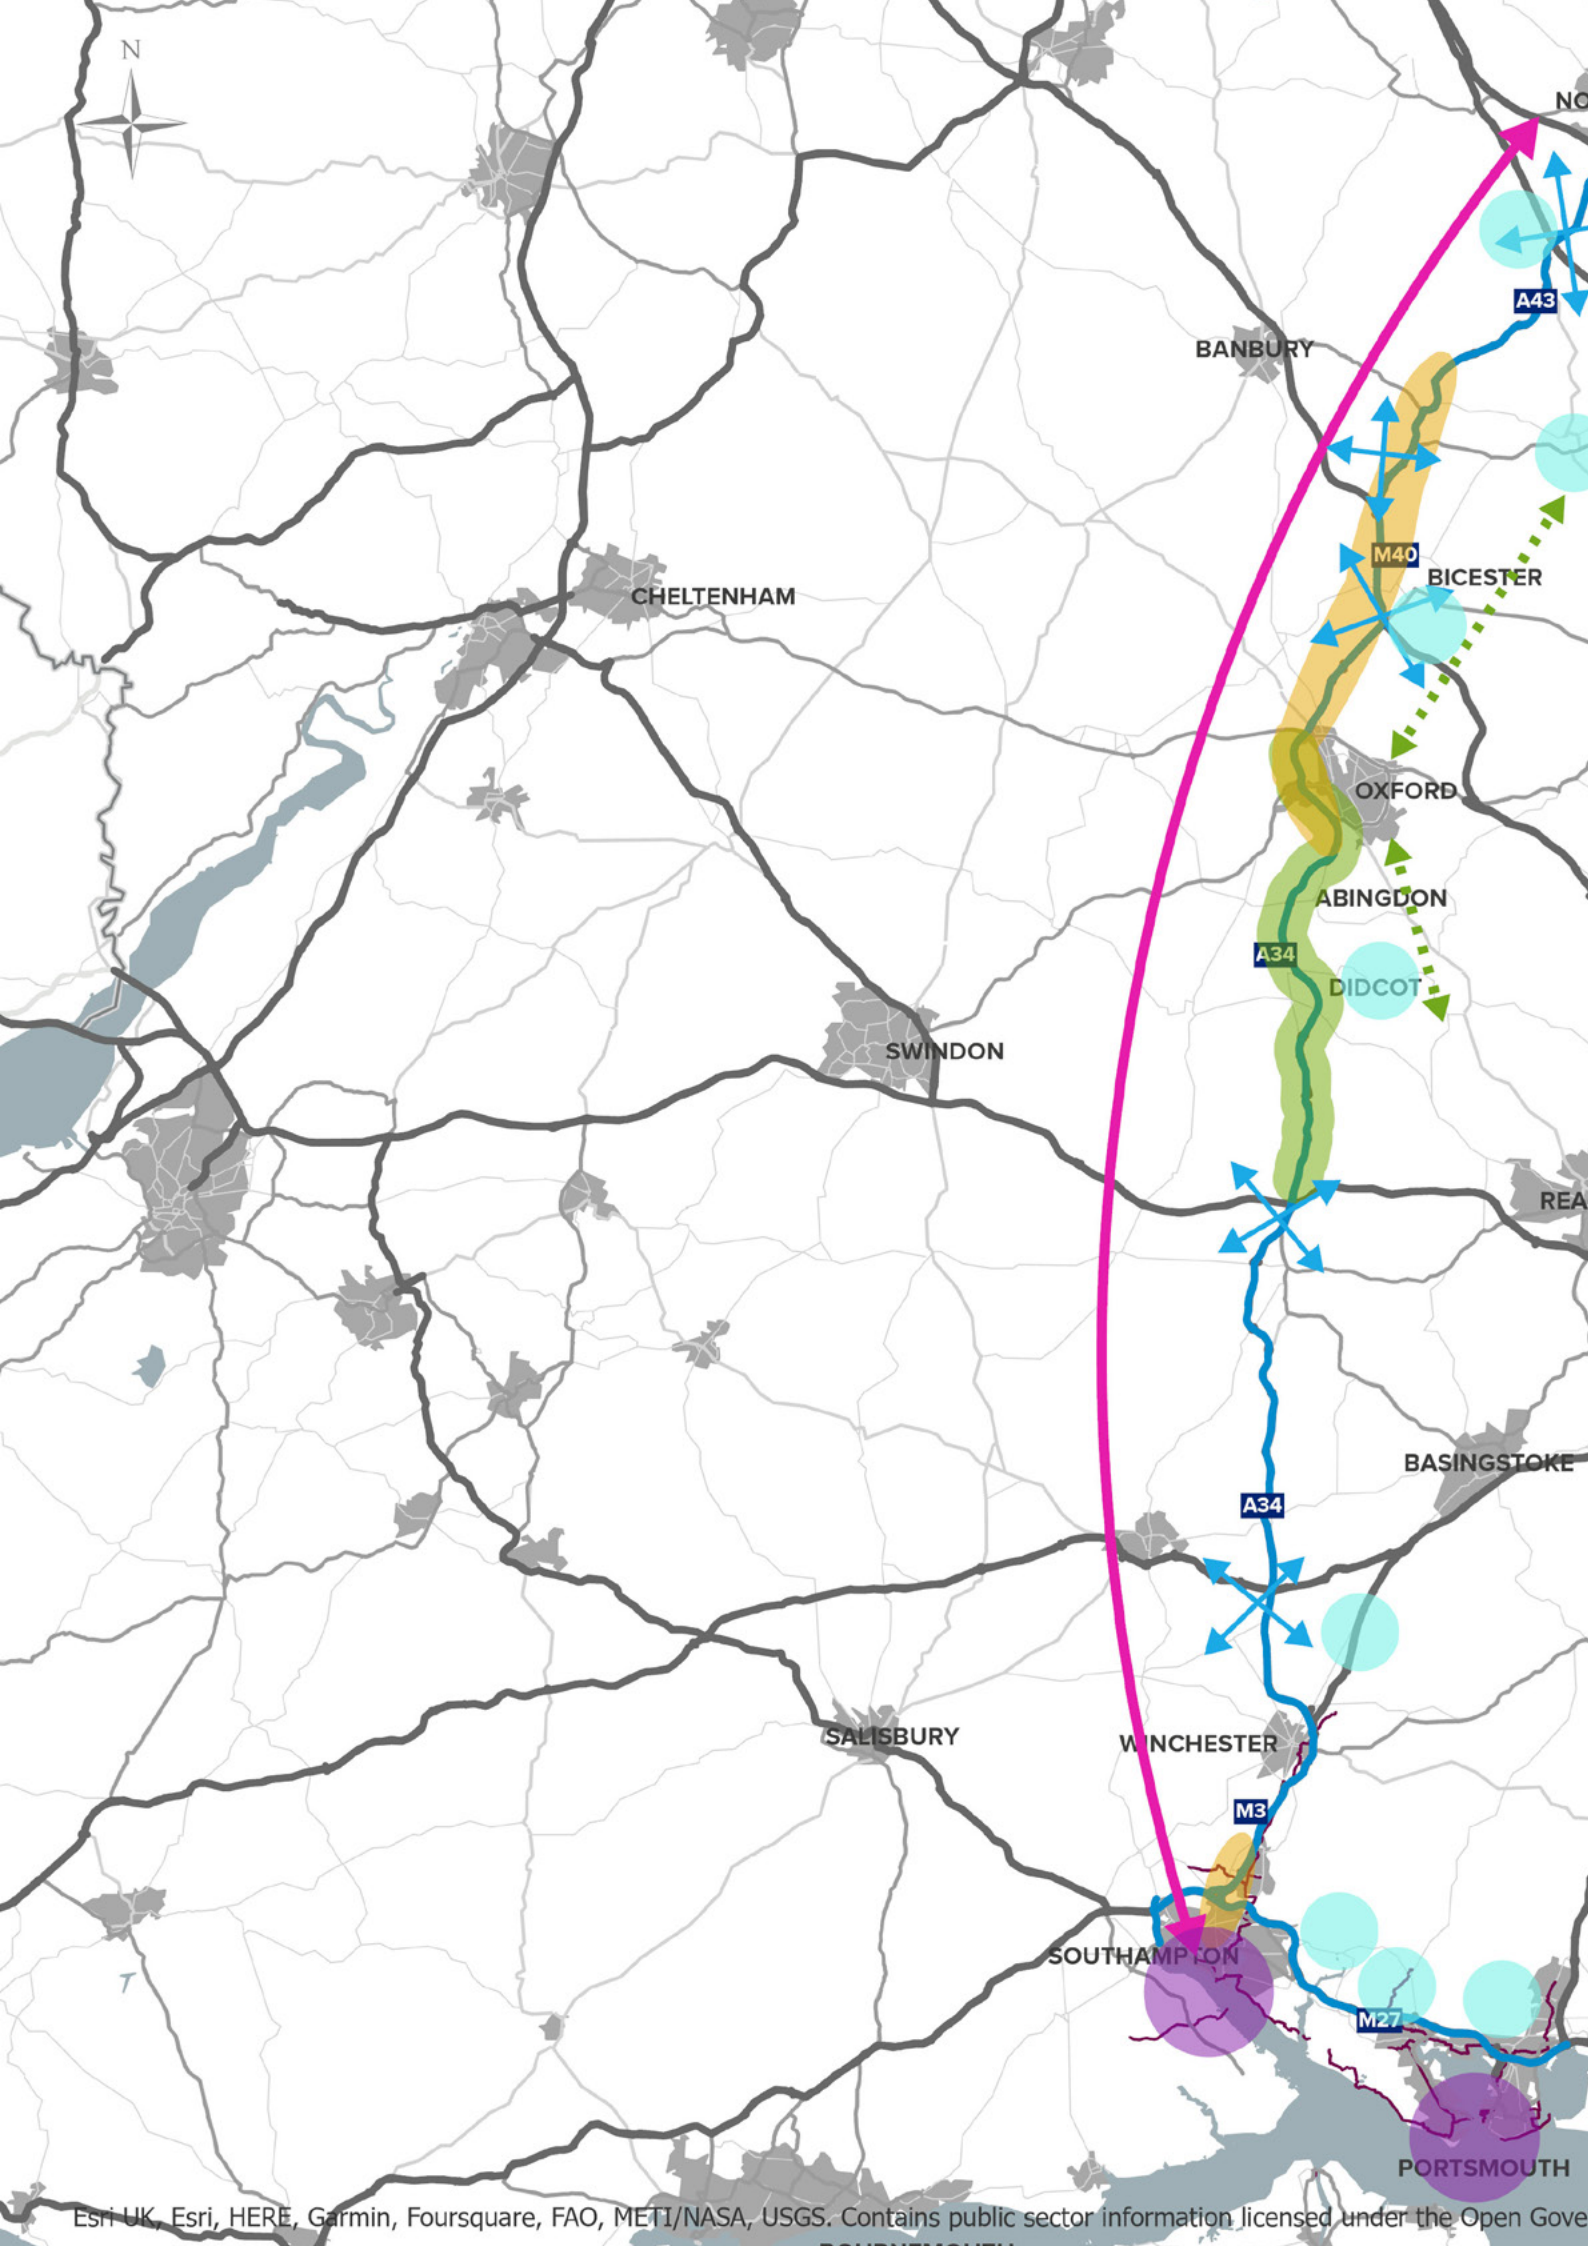 N
NO
A43
BANBURY
M40
BICESTER
CHELTENHAM
OXFORD
ABINGDON
A34
DIDCOT
SWINDON
REA
BASINGSTOKE
A34
SALISBURY
WINCHESTER
M3
SOUTHAMPTON
M27
PORTSMOUTH
Esri UK, Esri, HERE, Garmin, Foursquare, FAO, METI/NASA, USGS. Contains public sector information licensed under the Open Gove